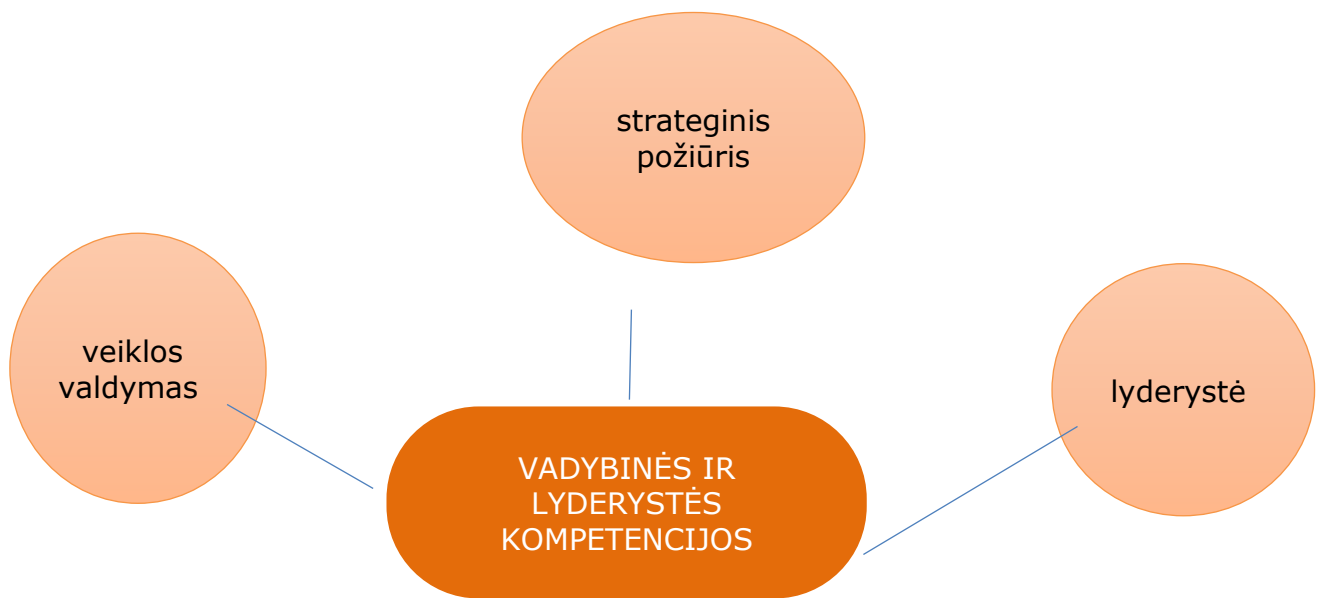 strateginis
požiūris
veiklos
valdymas
lyderystė
VADYBINĖS IR
LYDERYSTĖS
KOMPETENCIJOS